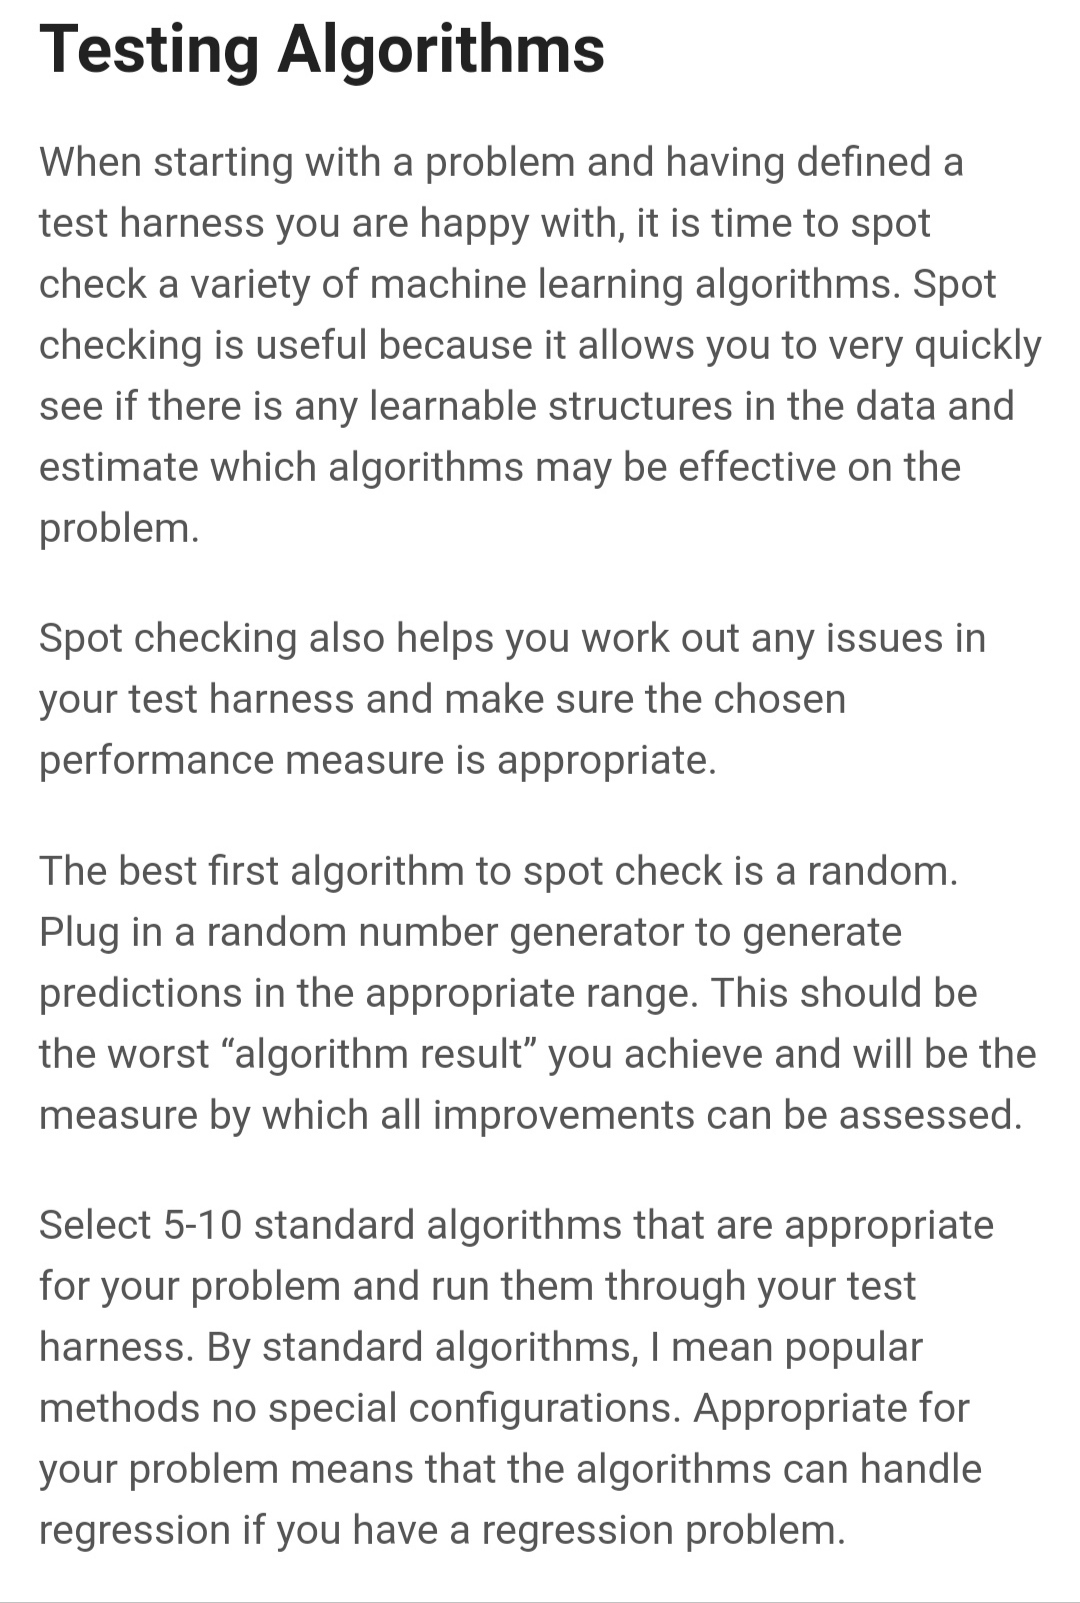 Testing Algorithms
When starting with a problem and having defined a
test harness you are happy with, it is time to spot
check a variety of machine learning algorithms. Spot
checking is useful because it allows you to very quickly
see if there is any learnable structures in the data and
estimate which algorithms may be effective on the
problem.
Spot checking also helps you work out any issues in
your test harness and make sure the chosen
performance measure is appropriate.
The best first algorithm to spot check is a random.
Plug in a random number generator to generate
predictions in the appropriate range. This should be
the worst “algorithm result” you achieve and will be the
measure by which all improvements can be assessed.
Select 5-10 standard algorithms that are appropriate
for your problem and run them through your test
harness. By standard algorithms, I mean popular
methods no special configurations. Appropriate for
your problem means that the algorithms can handle
regression if you have a regression problem.